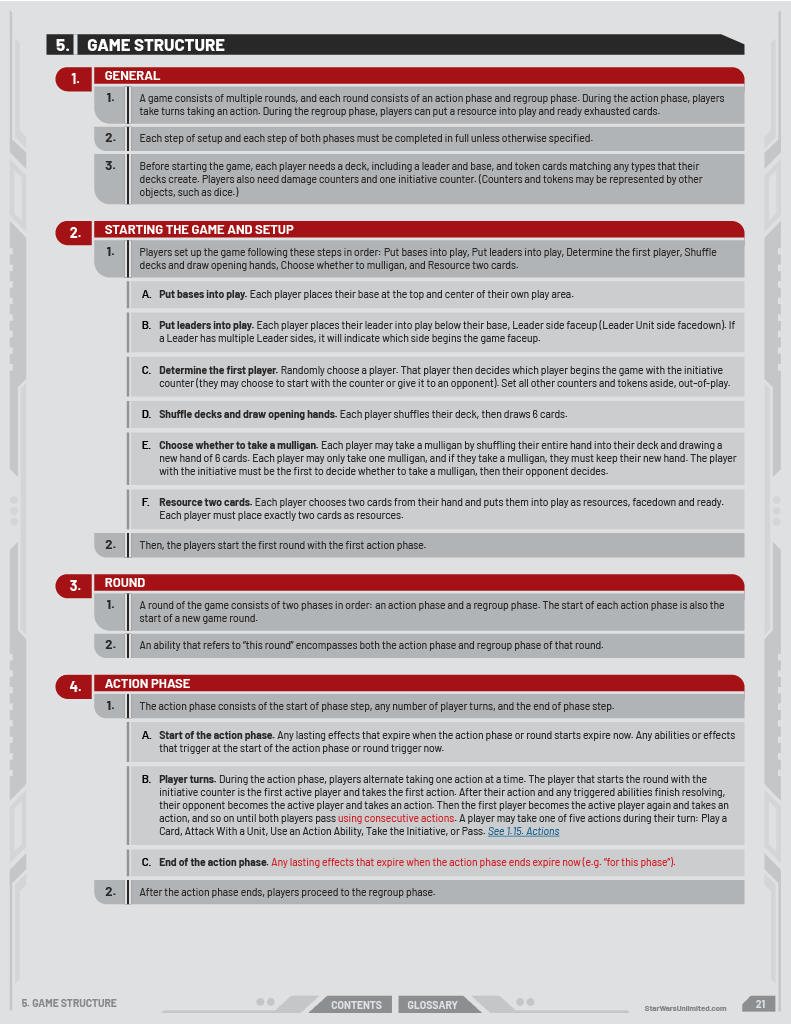 5. GAME STRUCTURE
1. GENERAL
1. A game consists of multiple rounds, and each round consists of an action phase and regroup phase. During the action phase, players
take turns taking an action. During the regroup phase, players can put a resource into play and ready exhausted cards.
2. Each step of setup and each step of both phases must be completed in full unless otherwise specified.
3. Before starting the game, each player needs a deck, including a leader and base, and token cards matching any types that their
decks create. Players also need damage counters and one initiative counter. (Counters and tokens may be represented by other
objects, such as dice.)
2. STARTING THE GAME AND SETUP
1. Players set up the game following these steps in order: Put bases into play, Put leaders into play, Determine the first player, Shuffle
decks and draw opening hands, Choose whether to mulligan, and Resource two cards.
A. Put bases into play. Each player places their base at the top and center of their own play area.
B. Put leaders into play. Each player places their leader into play below their base, Leader side faceup (Leader Unit side facedown). If
a Leader has multiple Leader sides, it will indicate which side begins the game faceup.
C. Determine the first player. Randomly choose a player. That player then decides which player begins the game with the initiative
counter (they may choose to start with the counter or give it to an opponent). Set all other counters and tokens aside, out-of-play.
D. Shuffle decks and draw opening hands. Each player shuffles their deck, then draws 6 cards.
E. Choose whether to take a mulligan. Each player may take a mulligan by shuffling their entire hand into their deck and drawing a
new hand of 6 cards. Each player may only take one mulligan, and if they take a mulligan, they must keep their new hand. The player
with the initiative must be the first to decide whether to take a mulligan, then their opponent decides.
F. Resource two cards. Each player chooses two cards from their hand and puts them into play as resources, facedown and ready.
Each player must place exactly two cards as resources.
2. Then, the players start the first round with the first action phase.
3. ROUND
1. A round of the game consists of two phases in order: an action phase and a regroup phase. The start of each action phase is also the
start of a new game round.
2. An ability that refers to "this round" encompasses both the action phase and regroup phase of that round.
4. ACTION PHASE
1. The action phase consists of the start of phase step, any number of player turns, and the end of phase step.
A. Start of the action phase. Any lasting effects that expire when the action phase or round starts expire now. Any abilities or effects
that trigger at the start of the action phase or round trigger now.
B. Player turns. During the action phase, players alternate taking one action at a time. The player that starts the round with the
initiative counter is the first active player and takes the first action. After their action and any triggered abilities finish resolving,
their opponent becomes the active player and takes an action. Then the first player becomes the active player again and takes an
action, and so on until both players pass using consecutive actions. A player may take one of five actions during their turn: Play a
Card, Attack With a Unit, Use an Action Ability, Take the Initiative, or Pass. See 1.15. Actions
C. End of the action phase. Any lasting effects that expire when the action phase ends expire now (e.g. "for this phase").
2. After the action phase ends, players proceed to the regroup phase.
5. GAME STRUCTURE
CONTENTS
GLOSSARY
StarWarsUnlimited.com
21